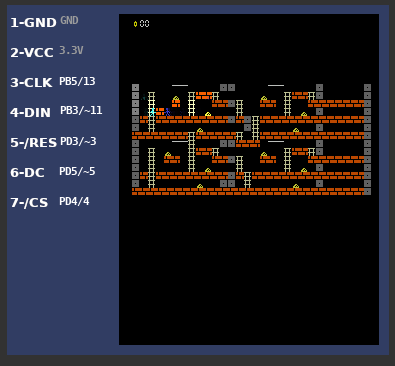 1-GND GND
2-VCC 3.3V
3-CLK PB5/13
4-DIN PB3/~11
5-/RES PD3/~3
6-DC PD5/~5
7-/CS PD4/4
00